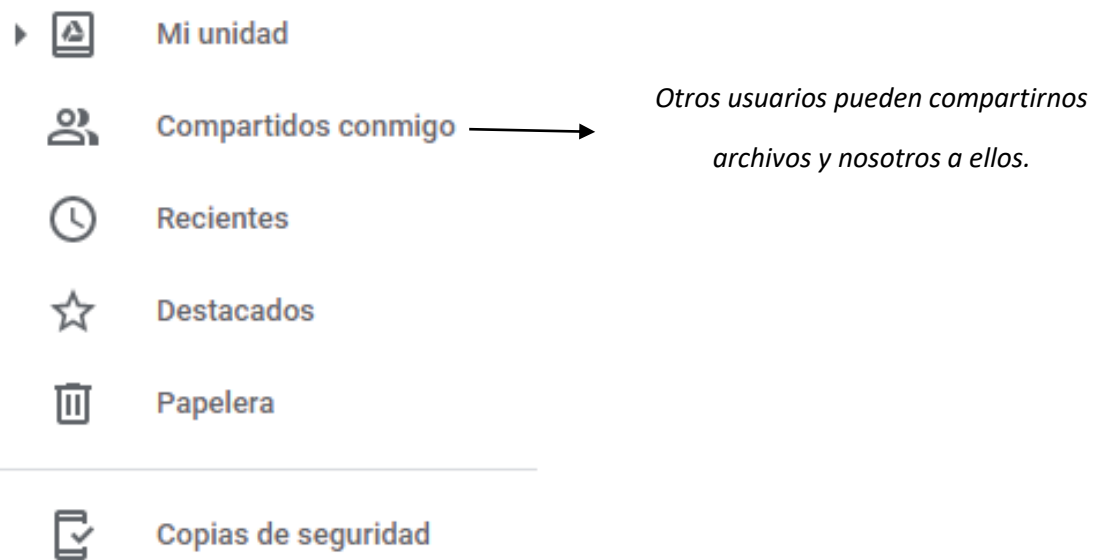 Mi unidad
Compartidos conmigo
Otros usuarios pueden compartirnos
archivos y nosotros a ellos.
Recientes
Destacados
Papelera
Copias de seguridad